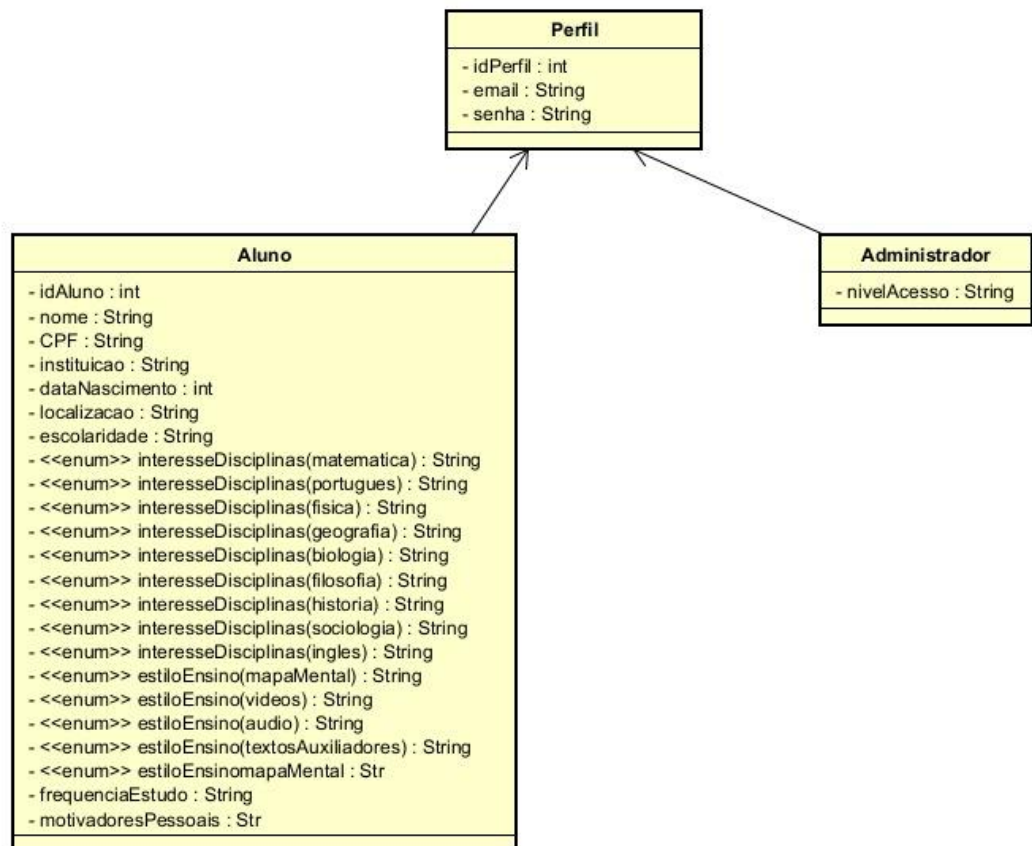 Perfil
- idPerfil : int
- email : String
- senha : String
Aluno
- idAluno : int
- nome : String
- CPF : String
- instituicao : String
- dataNascimento : int
- localizacao : String
- escolaridade : String
- <<enum>> interesseDisciplinas(matematica) : String
- <<enum>> interesseDisciplinas(portugues) : String
- <<enum>> interesseDisciplinas(fisica) : String
- <<enum>> interesseDisciplinas(geografia) : String
- <<enum>> interesseDisciplinas(biologia) : String
- <<enum>> interesseDisciplinas(filosofia) : String
- <<enum>> interesseDisciplinas(historia) : String
- <<enum>> interesseDisciplinas(sociologia) : String
- <<enum>> interesseDisciplinas(ingles) : String
- <<enum>> estiloEnsino(mapaMental) : String
- <<enum>> estiloEnsino(videos) : String
- <<enum>> estiloEnsino(audio) : String
- <<enum>> estiloEnsino(textosAuxiliadores) : String
- <<enum>> estiloEnsinomapaMental : Str
- frequenciaEstudo : String
- motivadoresPessoais : Str
Administrador
- nivelAcesso : String